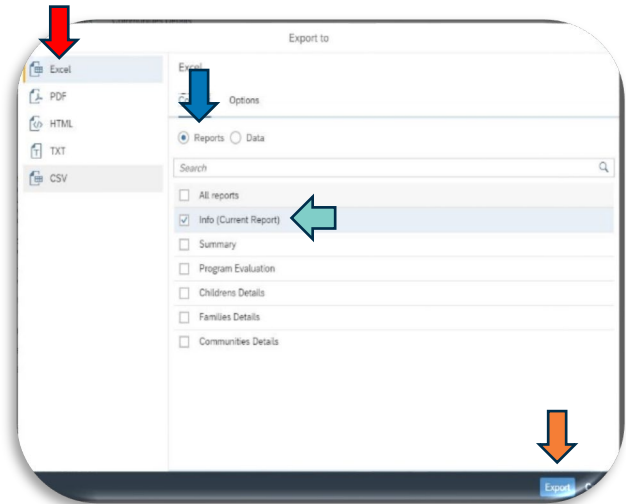 Export to
Excel
PDF
HTML
TXT
CSV
Excel
Options
Reports Data
Search
All reports
Info (Current Report)
Summary
Program Evaluation
Childrens Details
Families Details
Communities Details
Export